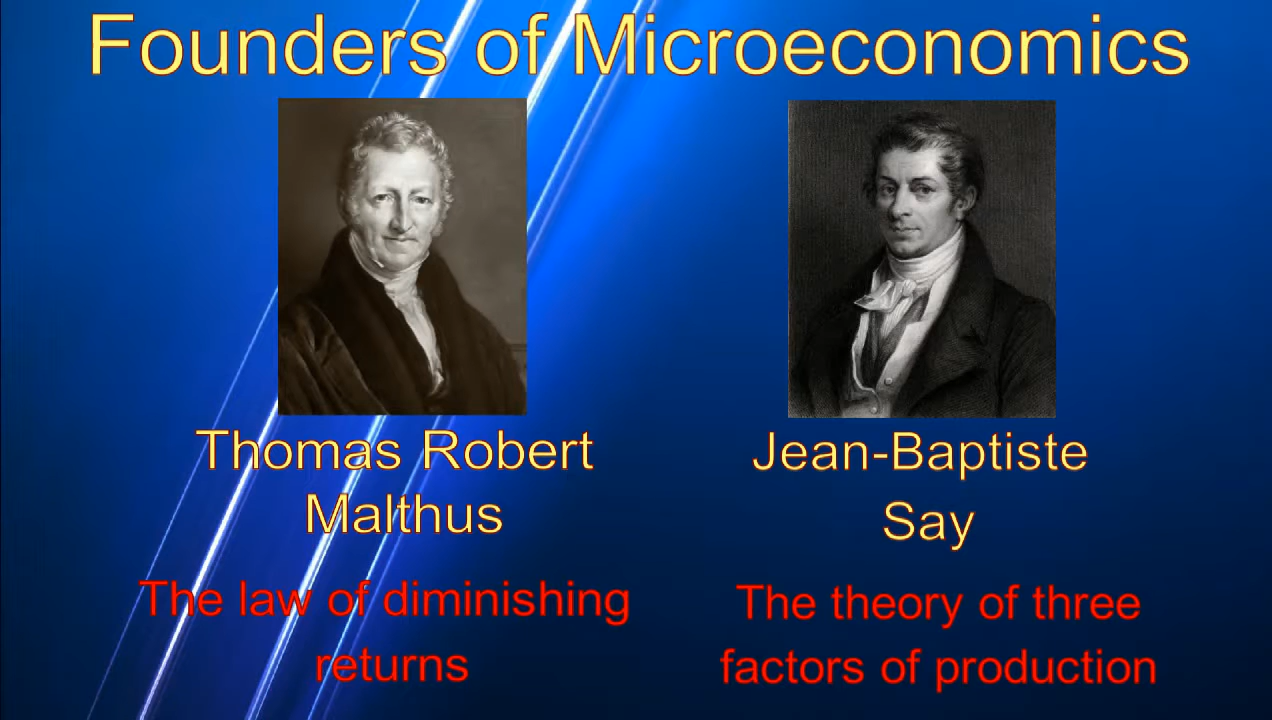 Founders of Microeconomics
Thomas Robert
Malthus
The law of diminishing
returns
Jean-Baptiste
Say
The theory of three
factors of production